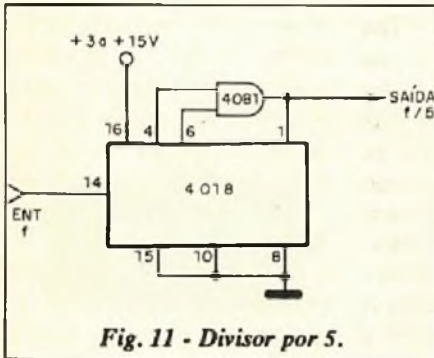 +3a +15V
4081
SAÍDA
f/5
16 4 6 1
14
4018
ENT
f
15 10 8
Fig. 11 - Divisor por 5.